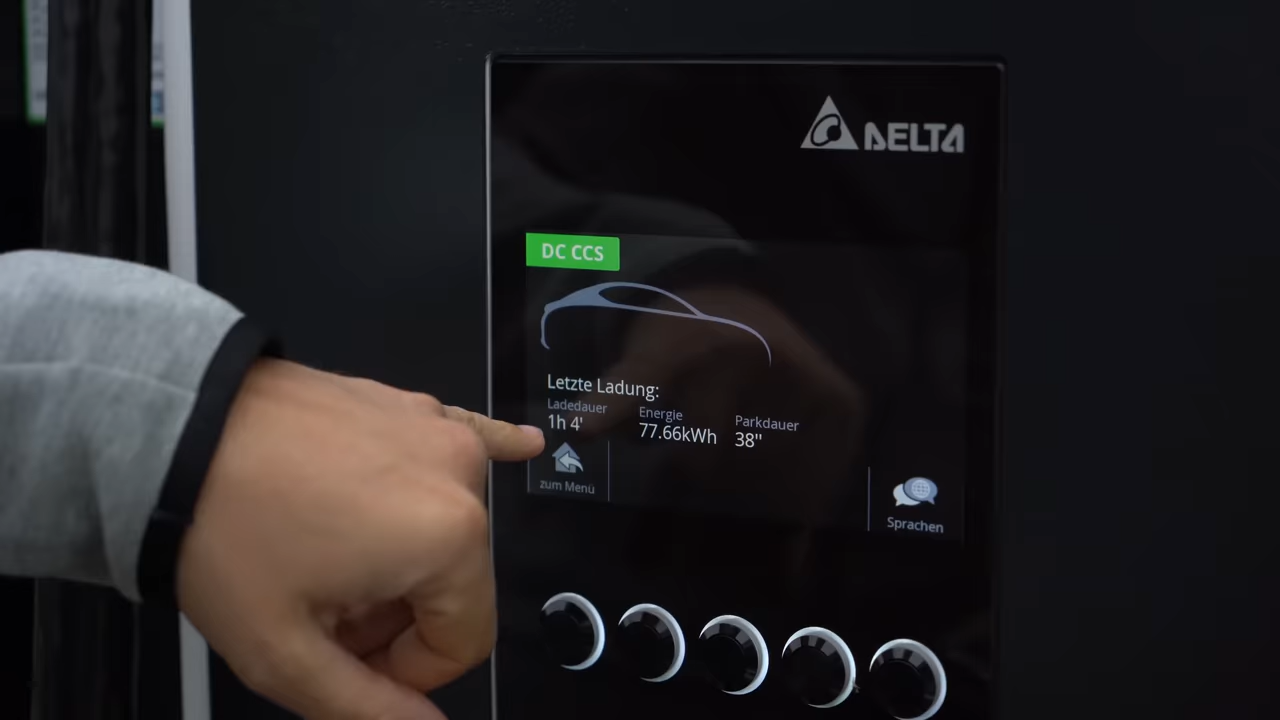 DELTA
DC CCS
Letzte Ladung:
Ladedauer Energie Parkdauer
1h 4' 77.66kWh 38''
zum Menü Sprachen